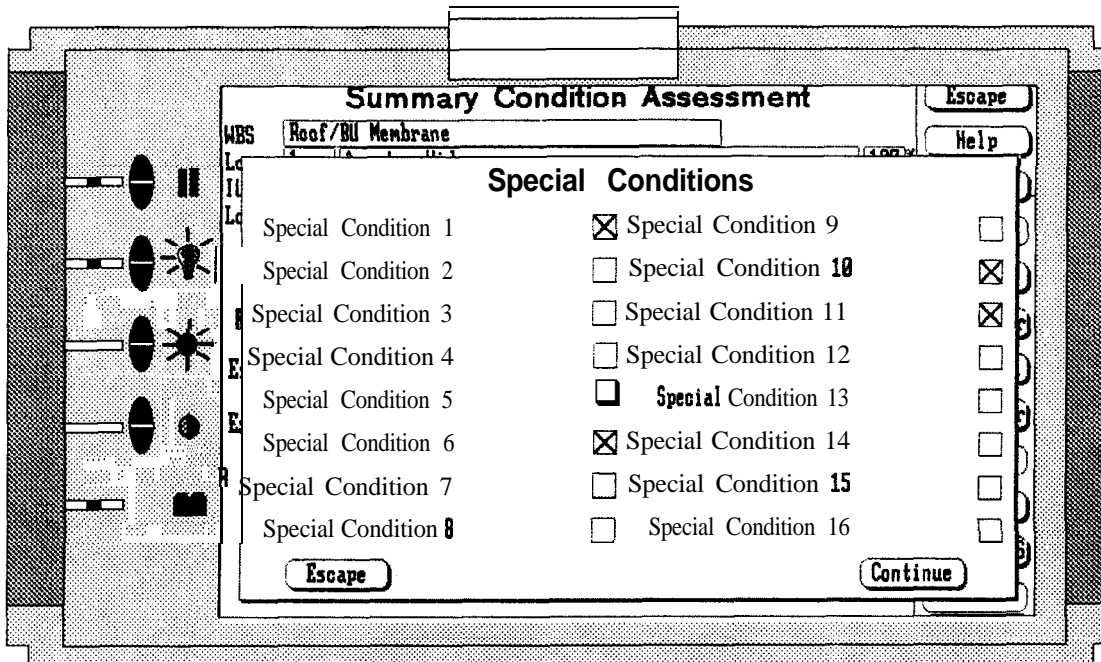 Summary Condition Assessment
Escape
WBS Roof/BU Membrane
Help
Special Conditions
Special Condition 1
Special Condition 9
Special Condition 2
Special Condition 10
Special Condition 3
Special Condition 11
Special Condition 4
Special Condition 12
Special Condition 5
Special Condition 13
Special Condition 6
Special Condition 14
Special Condition 7
Special Condition 15
Special Condition 8
Special Condition 16
Escape
Continue